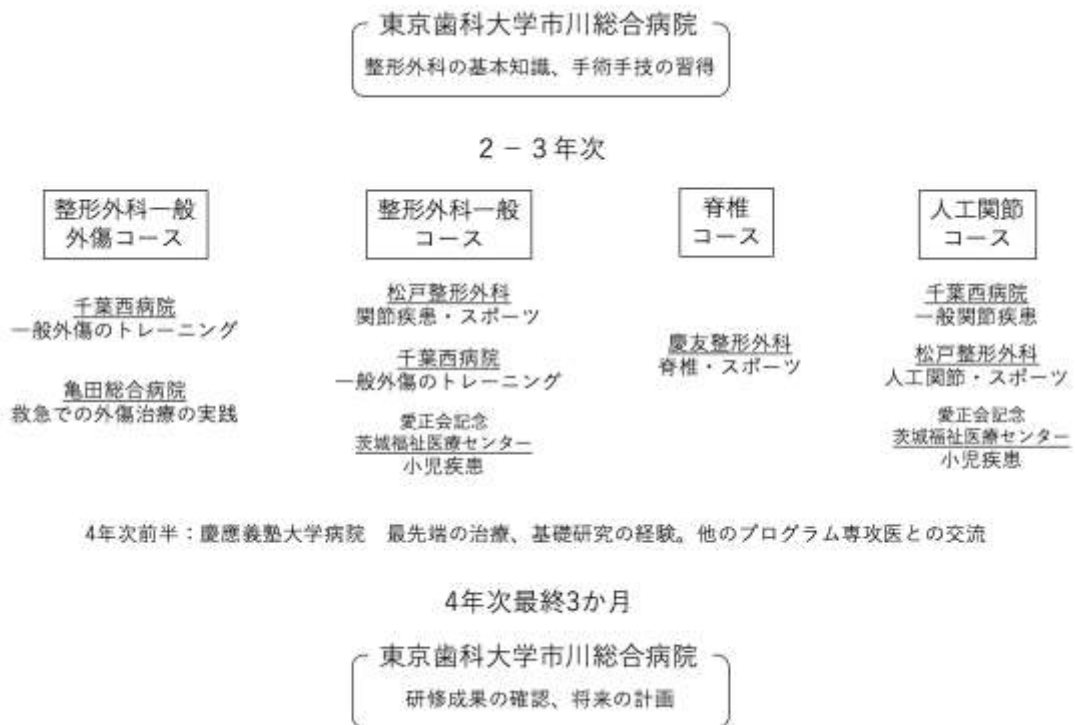 東京歯科大学市川総合病院
整形外科の基本知識、手術手技の習得
2 − 3年次
整形外科一般
外傷コース
千葉西病院
一般外傷のトレーニング
亀田総合病院
救急での外傷治療の実践
整形外科一般
コース
松戸整形外科
関節疾患・スポーツ
千葉西病院
一般外傷のトレーニング
愛正会記念
茨城福祉医療センター
小児疾患
脊椎
コース
慶友整形外科
脊椎・スポーツ
人工関節
コース
千葉西病院
一般関節疾患
松戸整形外科
人工関節・スポーツ
愛正会記念
茨城福祉医療センター
小児疾患
4年次前半：慶應義塾大学病院　最先端の治療、基礎研究の経験。他のプログラム専攻医との交流
4年次最終3か月
東京歯科大学市川総合病院
研修成果の確認、将来の計画